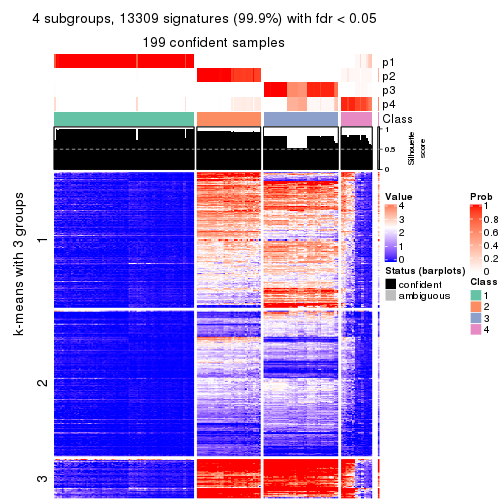 4 subgroups, 13309 signatures (99.9%) with fdr < 0.05
199 confident samples
p1
p2
p3
p4
Class
1
0.5
0
Silhouette
score
k-means with 3 groups
1
2
3
Value
4
3
2
1
0
Status (barplots)
confident
ambiguous
Prob
1
0.8
0.6
0.4
0.2
0
Class
1
2
3
4